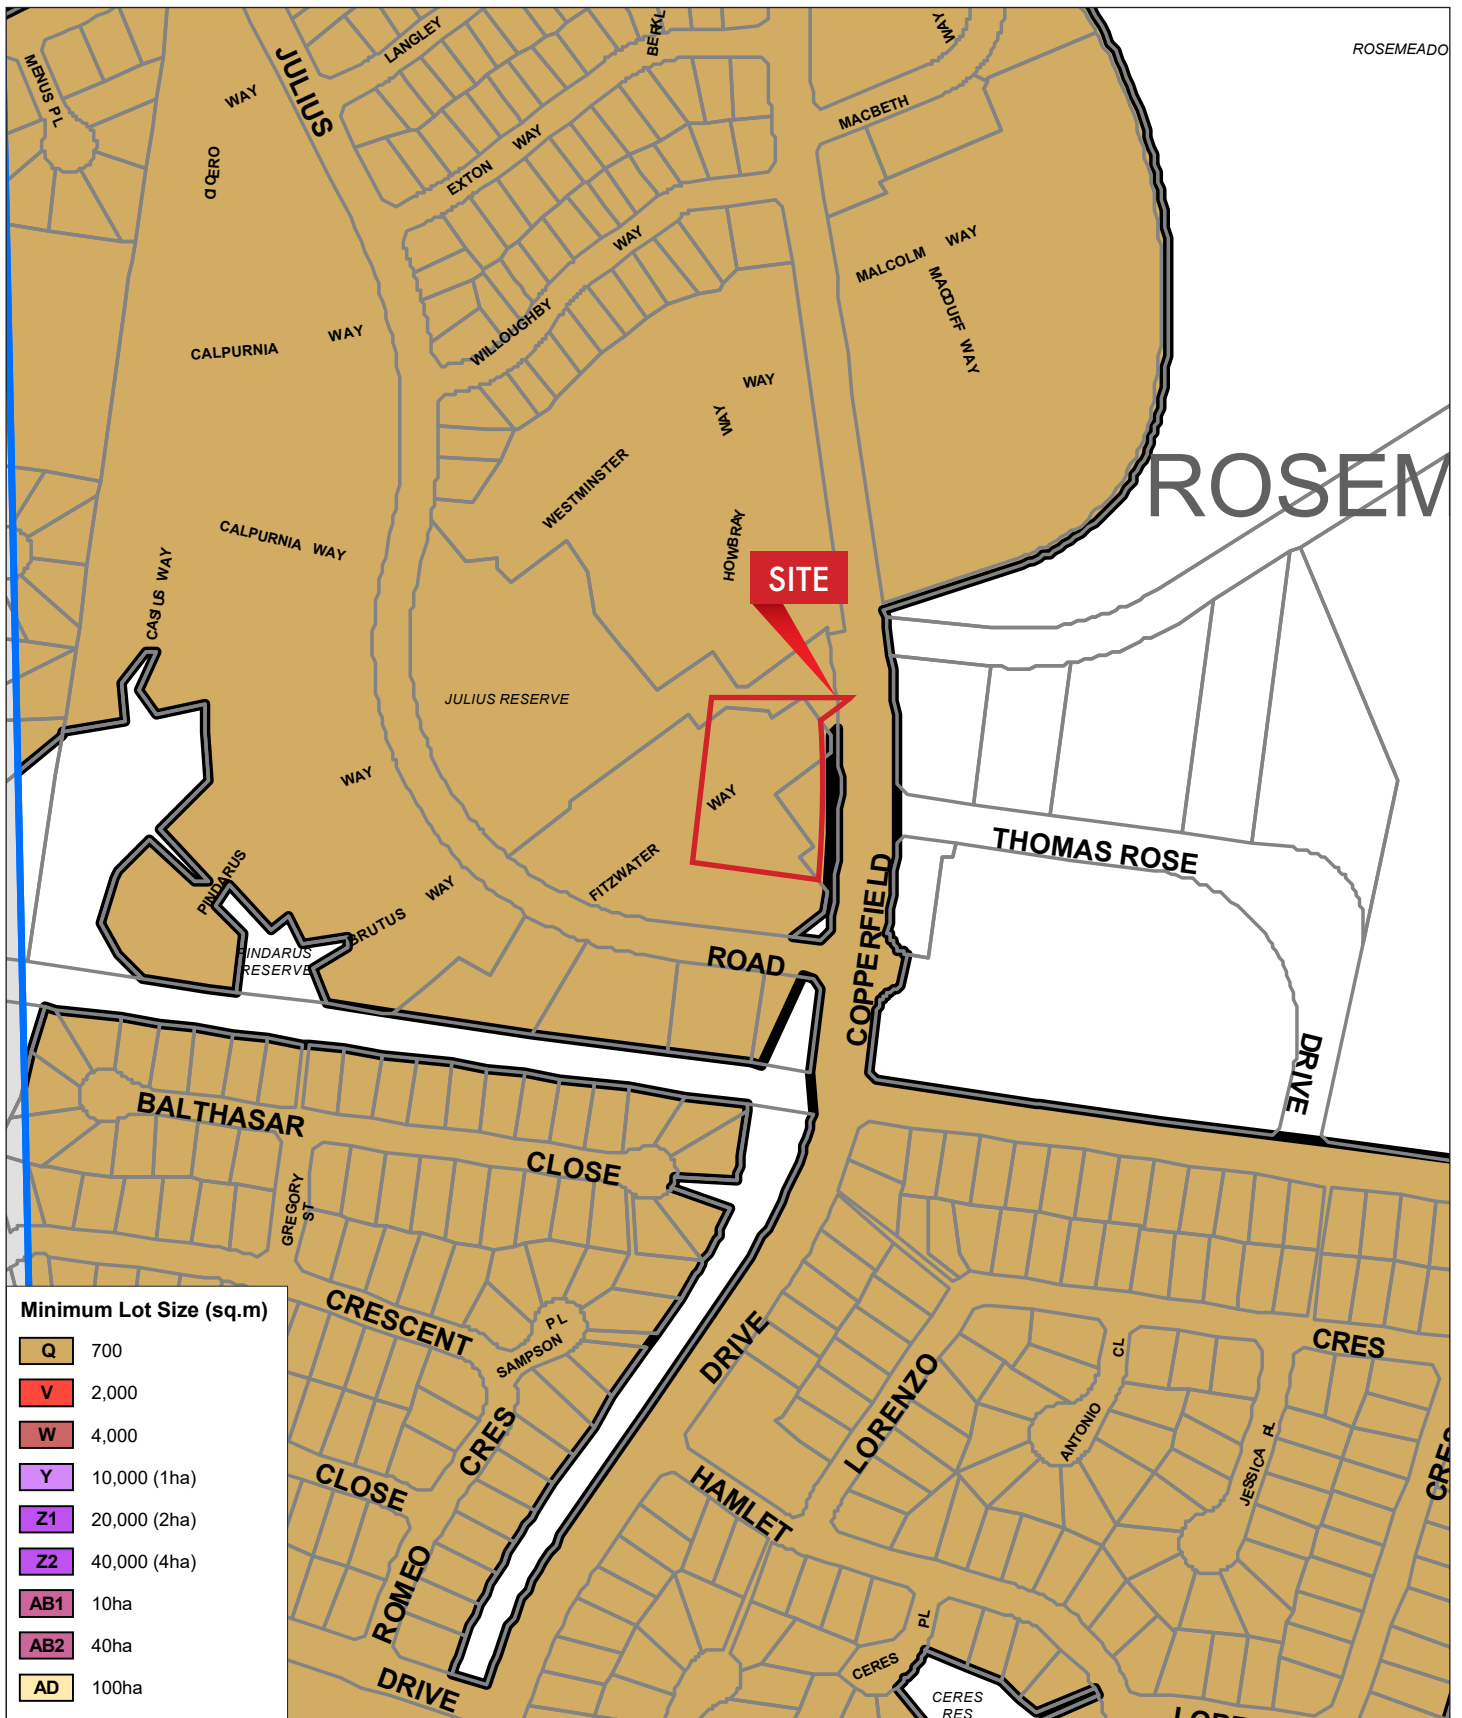 ROSEMEADO
MENUS PL
JULIUS
LANGLEY
WAY
WAY
MACBETH
EXTON WAY
WAY
MALCOLM WAY
MACDUFF WAY
WILLOUGHBY
CALPURNIA WAY
WAY
WAY
WESTMINSTER
ROSEM
CALPURNIA WAY
HOWBRAY
CASIUS WAY
SITE
JULIUS RESERVE
WAY
WAY
THOMAS ROSE
FITZWATER
PINDARUS
BRUTUS WAY
PINDARUS
RESERVE
ROAD
COPPERFIELD
DRIVE
BALTHASAR
CLOSE
GREGORY
ST
CRESCENT
PL
SAMPSON
DRIVE
CRES
CL
LORENZO
ANTONIO
JESSICA PL
CRES
CRES
CLOSE
HAMLET
ROMEO
PL
CERES
DRIVE
CERES
RES
Minimum Lot Size (sq.m)
Q 700
V 2,000
W 4,000
Y 10,000 (1ha)
Z1 20,000 (2ha)
Z2 40,000 (4ha)
AB1 10ha
AB2 40ha
AD 100ha